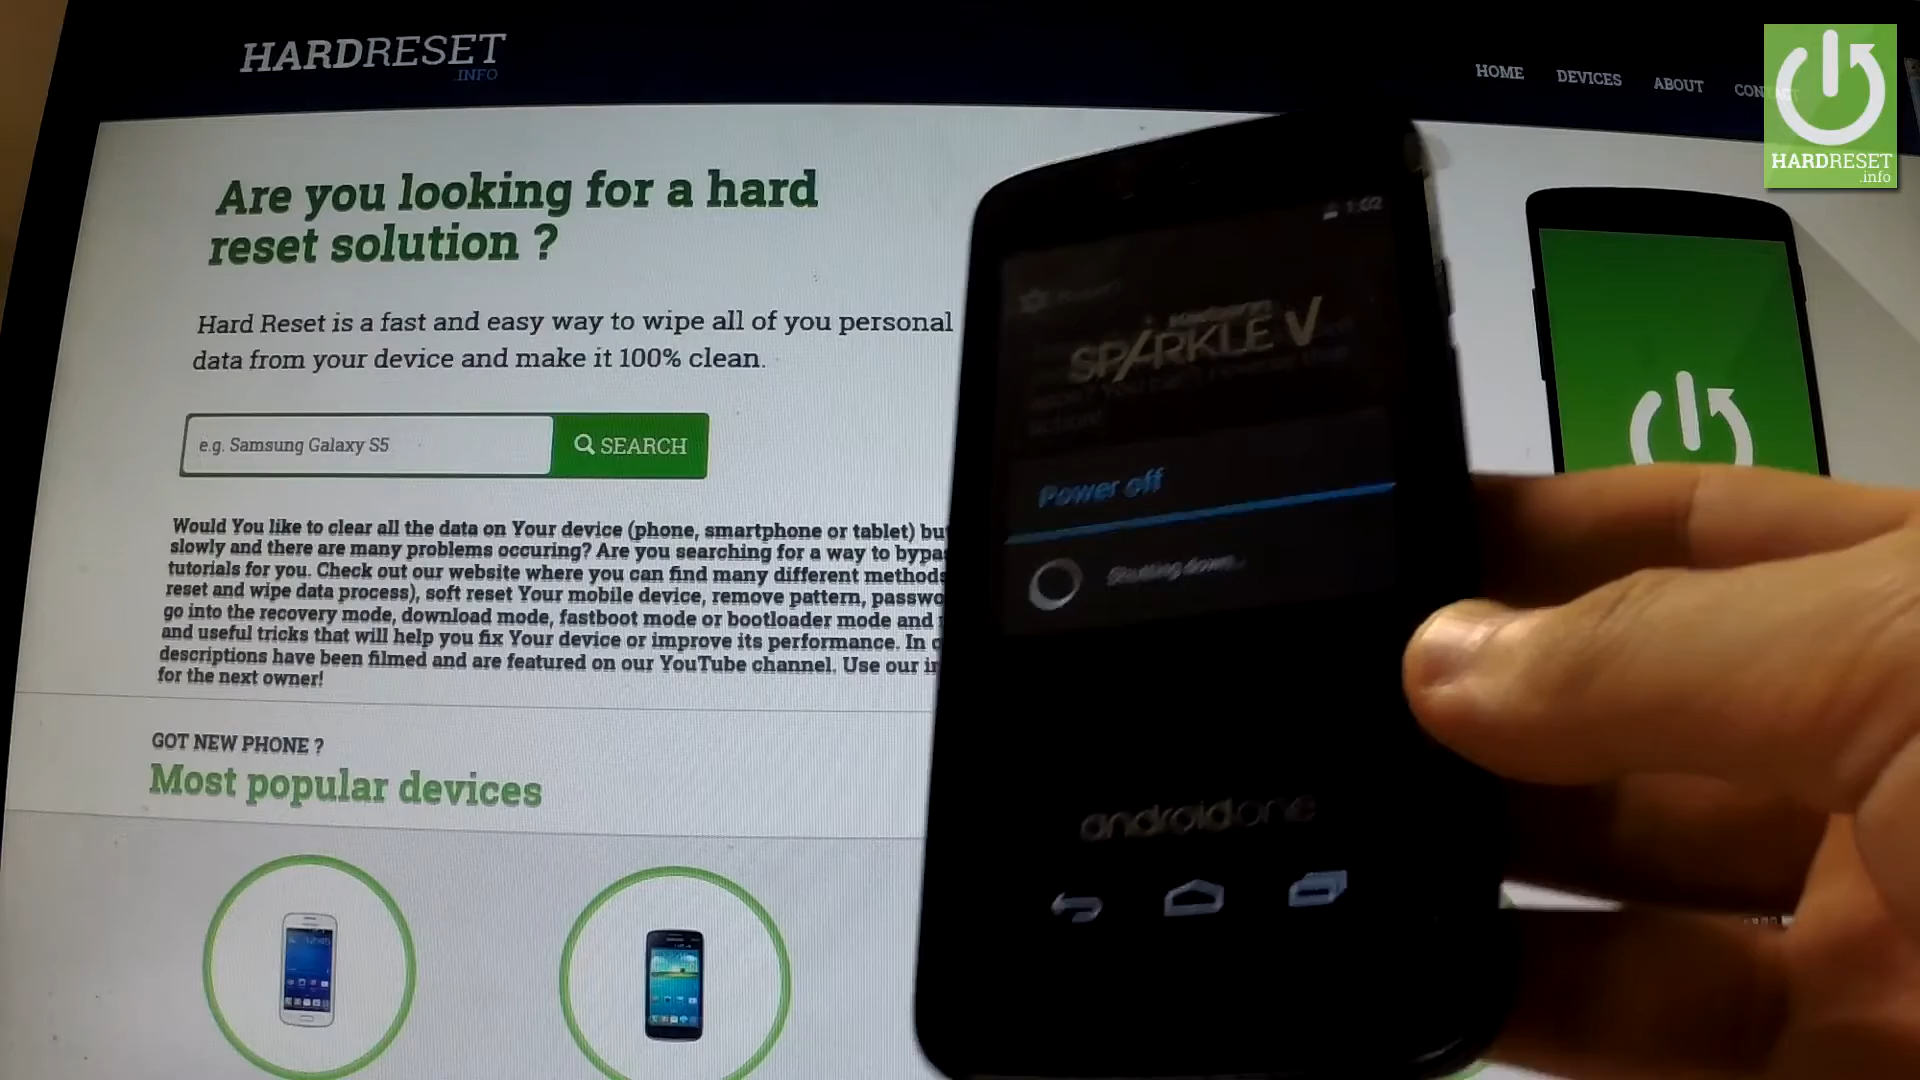 HARDRESET
.INFO
HOME DEVICES ABOUT
HARDRESET
.info
Are you looking for a hard
reset solution ?
Hard Reset is a fast and easy way to wipe all of you personal
data from your device and make it 100% clean.
e.g. Samsung Galaxy S5
SEARCH
Would You like to clear all the data on Your device (phone, smartphone or tablet)
slowly and there are many problems occuring? Are you searching for a way to
tutorials for you. Check out our website where you can find many different methods
reset and wipe data process), soft reset Your mobile device, remove pattern,
go into the recovery mode, download mode, fastboot mode or bootloader mode and
and useful tricks that will help you fix Your device or improve its performance. In
descriptions have been filmed and are featured on our YouTube channel. Use our
for the next owner!
GOT NEW PHONE ?
Most popular devices
1:02
SPARKLE V
Power off
Shutting down...
androidone